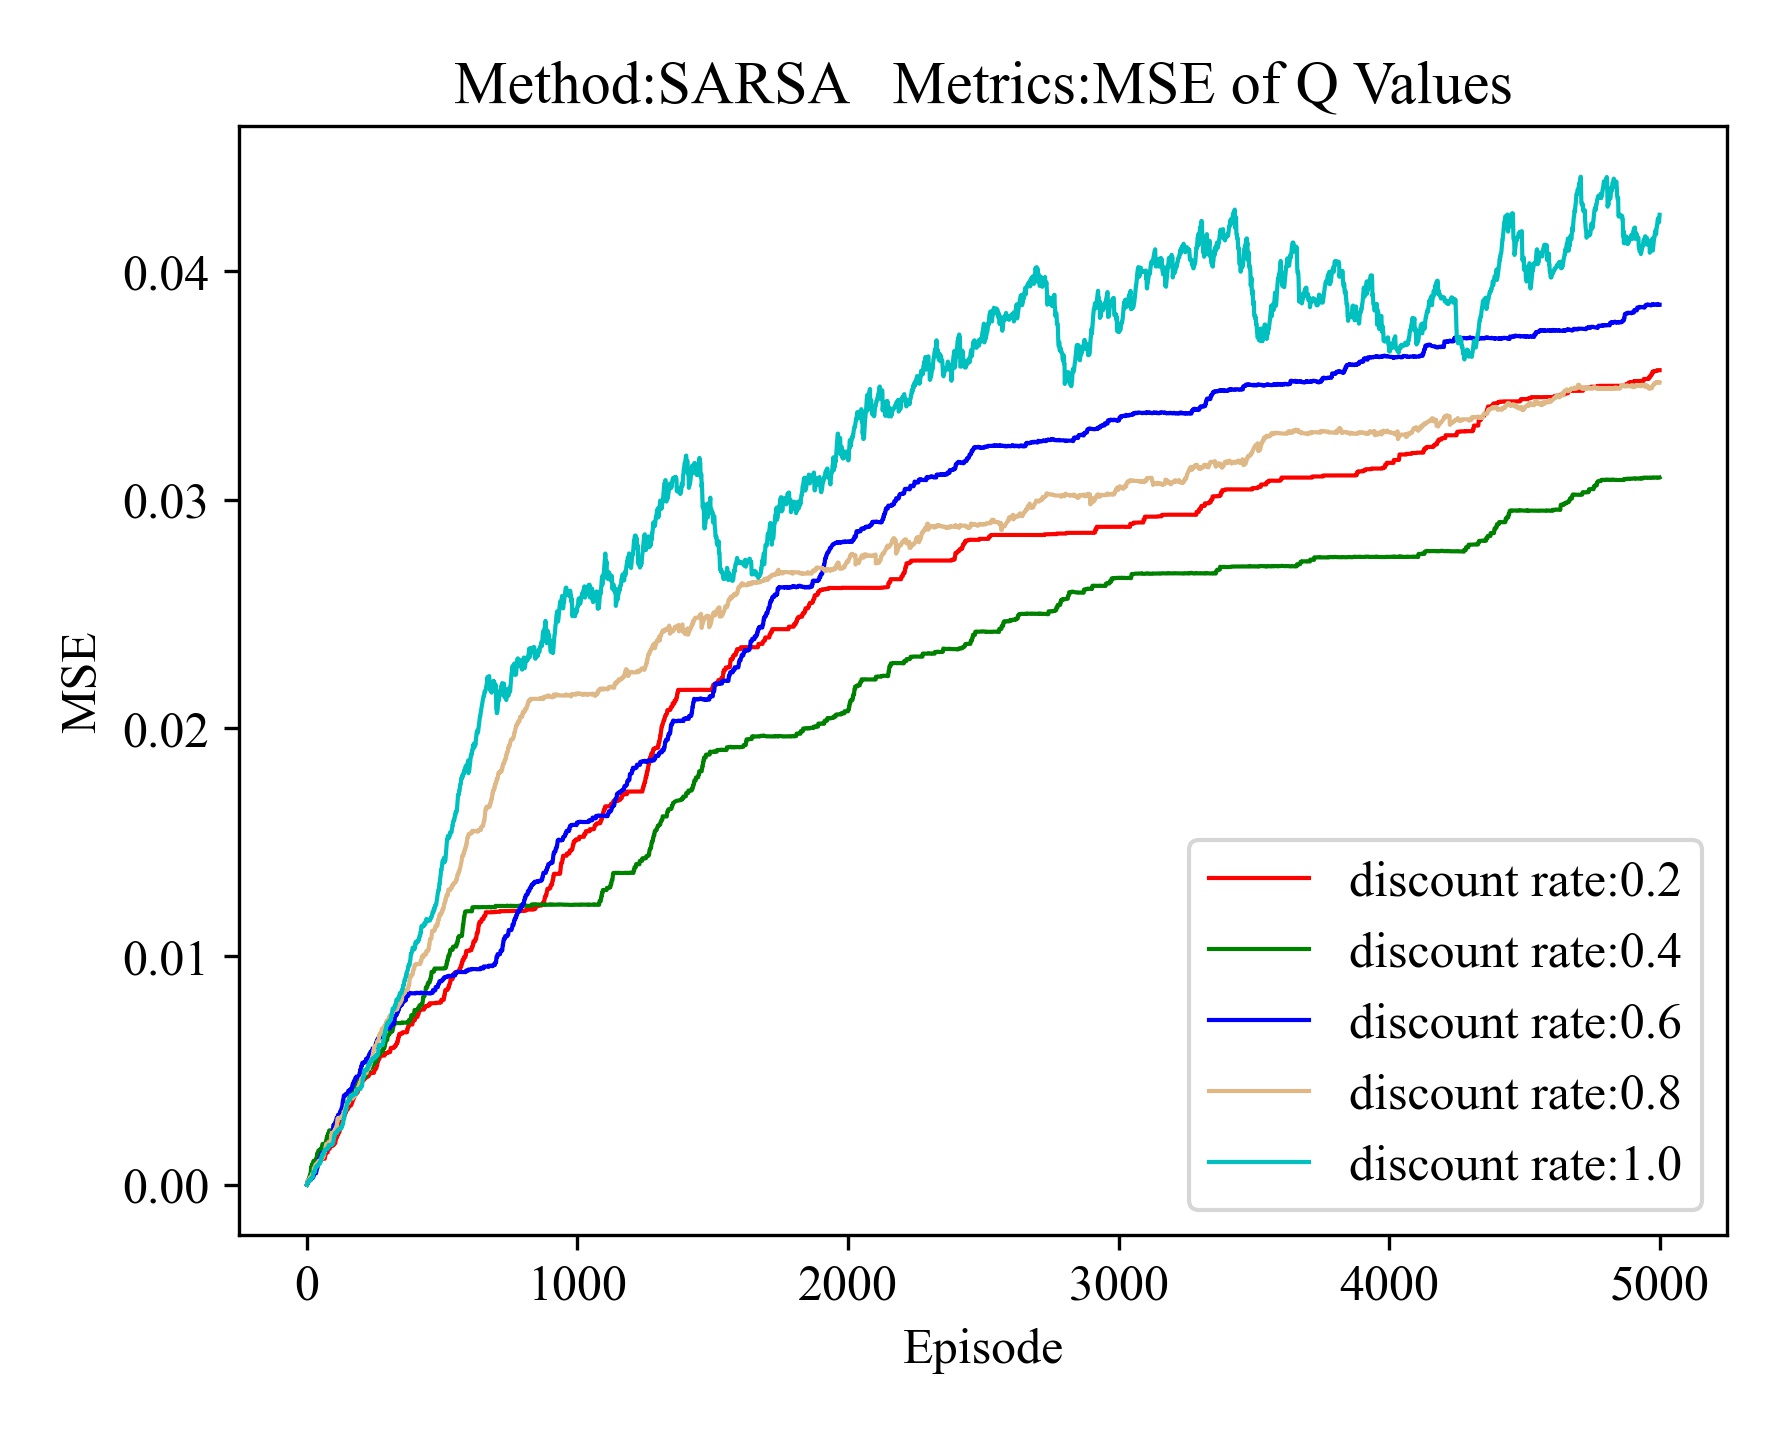 Method:SARSA   Metrics:MSE of Q Values
MSE
0.04
0.03
0.02
0.01
0.00
discount rate:0.2
discount rate:0.4
discount rate:0.6
discount rate:0.8
discount rate:1.0
0 1000 2000 3000 4000 5000
Episode